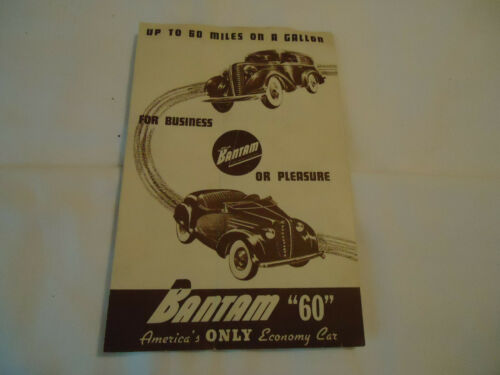 UP TO 60 MILES ON A GALLON
FOR BUSINESS
BANTAM
OR PLEASURE
BANTAM "60"
America's ONLY Economy Car